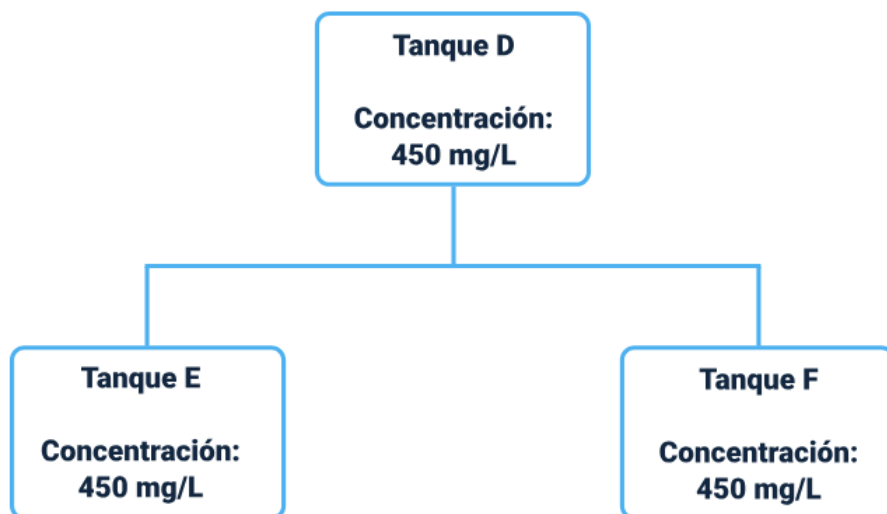 Tanque D
Concentración:
450 mg/L
Tanque E
Concentración:
450 mg/L
Tanque F
Concentración:
450 mg/L